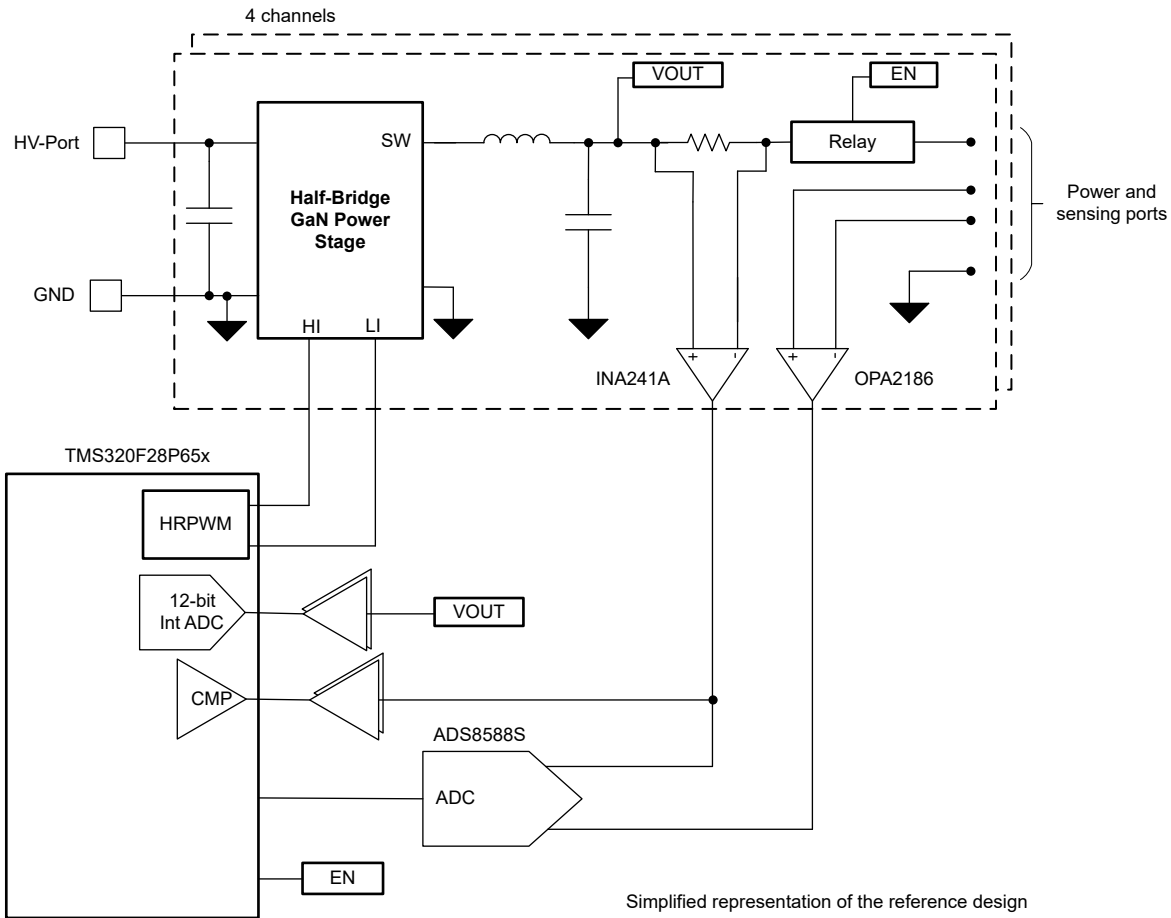 4 channels
VOUT
EN
HV-Port
SW
Relay
Half-Bridge
GaN Power
Stage
Power and
sensing ports
GND
HI
LI
+
-
+
-
INA241A
OPA2186
TMS320F28P65x
HRPWM
12-bit
Int ADC
VOUT
CMP
ADS8588S
ADC
EN
Simplified representation of the reference design